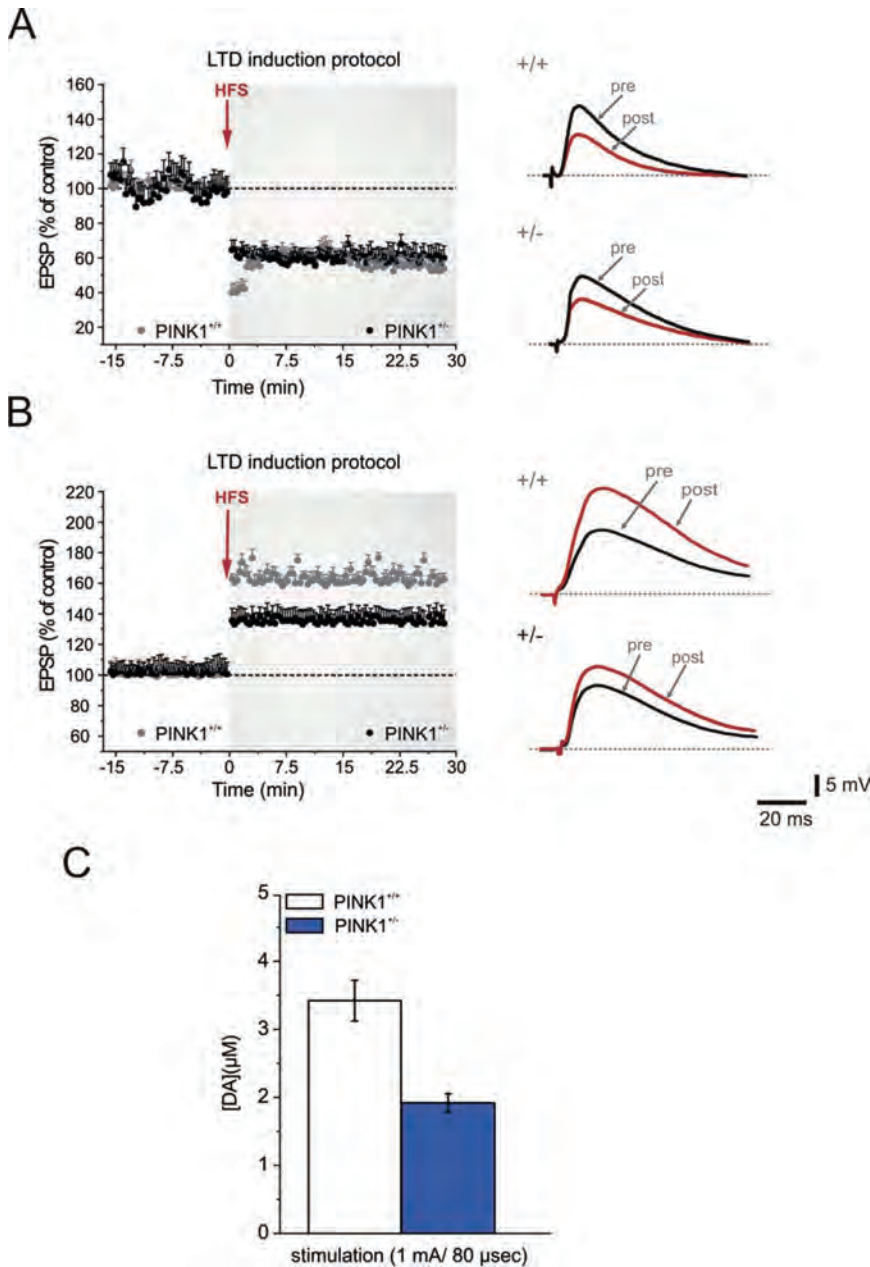 A
LTD induction protocol
HFS
EPSP (% of control)
160
140
120
100
80
60
40
20
PINK1+/+
PINK1+/-
-15
-7.5
0
7.5
15
22.5
30
Time (min)
+/+
pre
post
+/-
pre
post
B
LTD induction protocol
HFS
EPSP (% of control)
220
200
180
160
140
120
100
80
60
PINK1+/+
PINK1+/-
-15
-7.5
0
7.5
15
22.5
30
Time (min)
+/+
pre
post
+/-
pre
post
5 mV
20 ms
C
[DA](µM)
5
4
3
2
1
0
PINK1+/+
PINK1+/-
stimulation (1 mA/ 80 µsec)